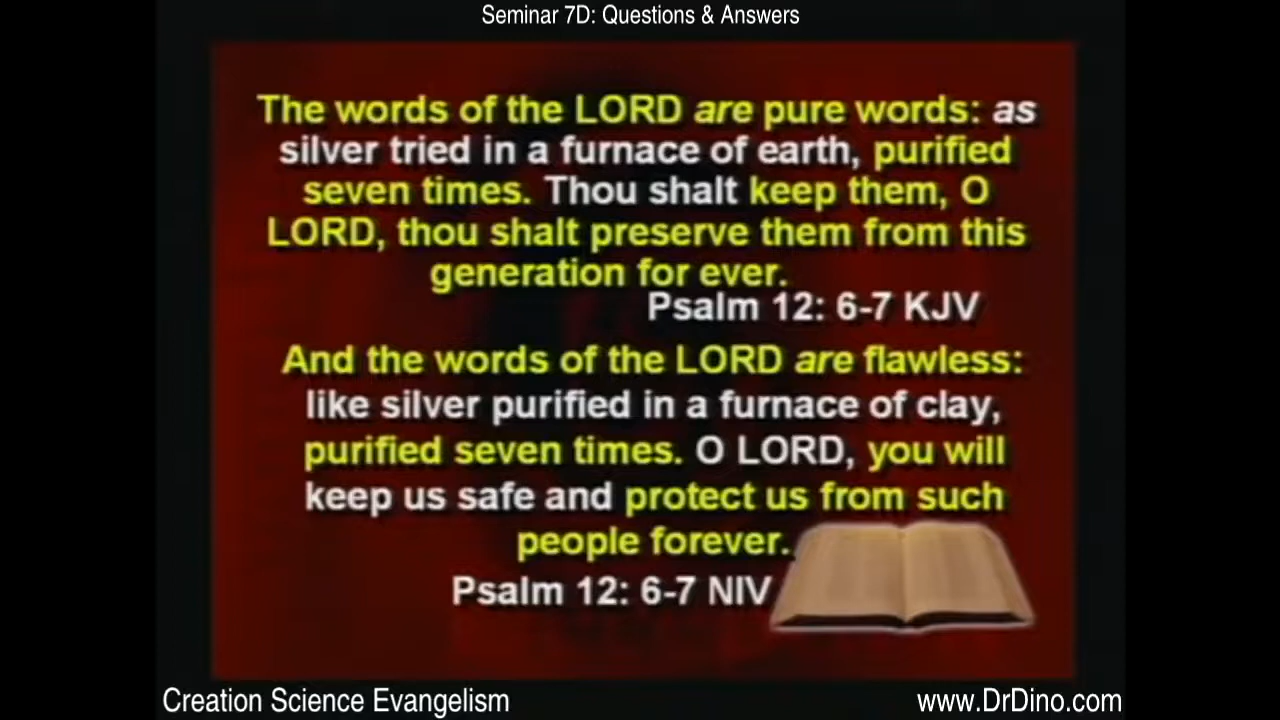 Seminar 7D: Questions & Answers
The words of the LORD are pure words: as
silver tried in a furnace of earth, purified
seven times. Thou shalt keep them, O
LORD, thou shalt preserve them from this
generation for ever.
Psalm 12: 6-7 KJV
And the words of the LORD are flawless:
like silver purified in a furnace of clay,
purified seven times. O LORD, you will
keep us safe and protect us from such
people forever.
Psalm 12: 6-7 NIV
Creation Science Evangelism
www.DrDino.com